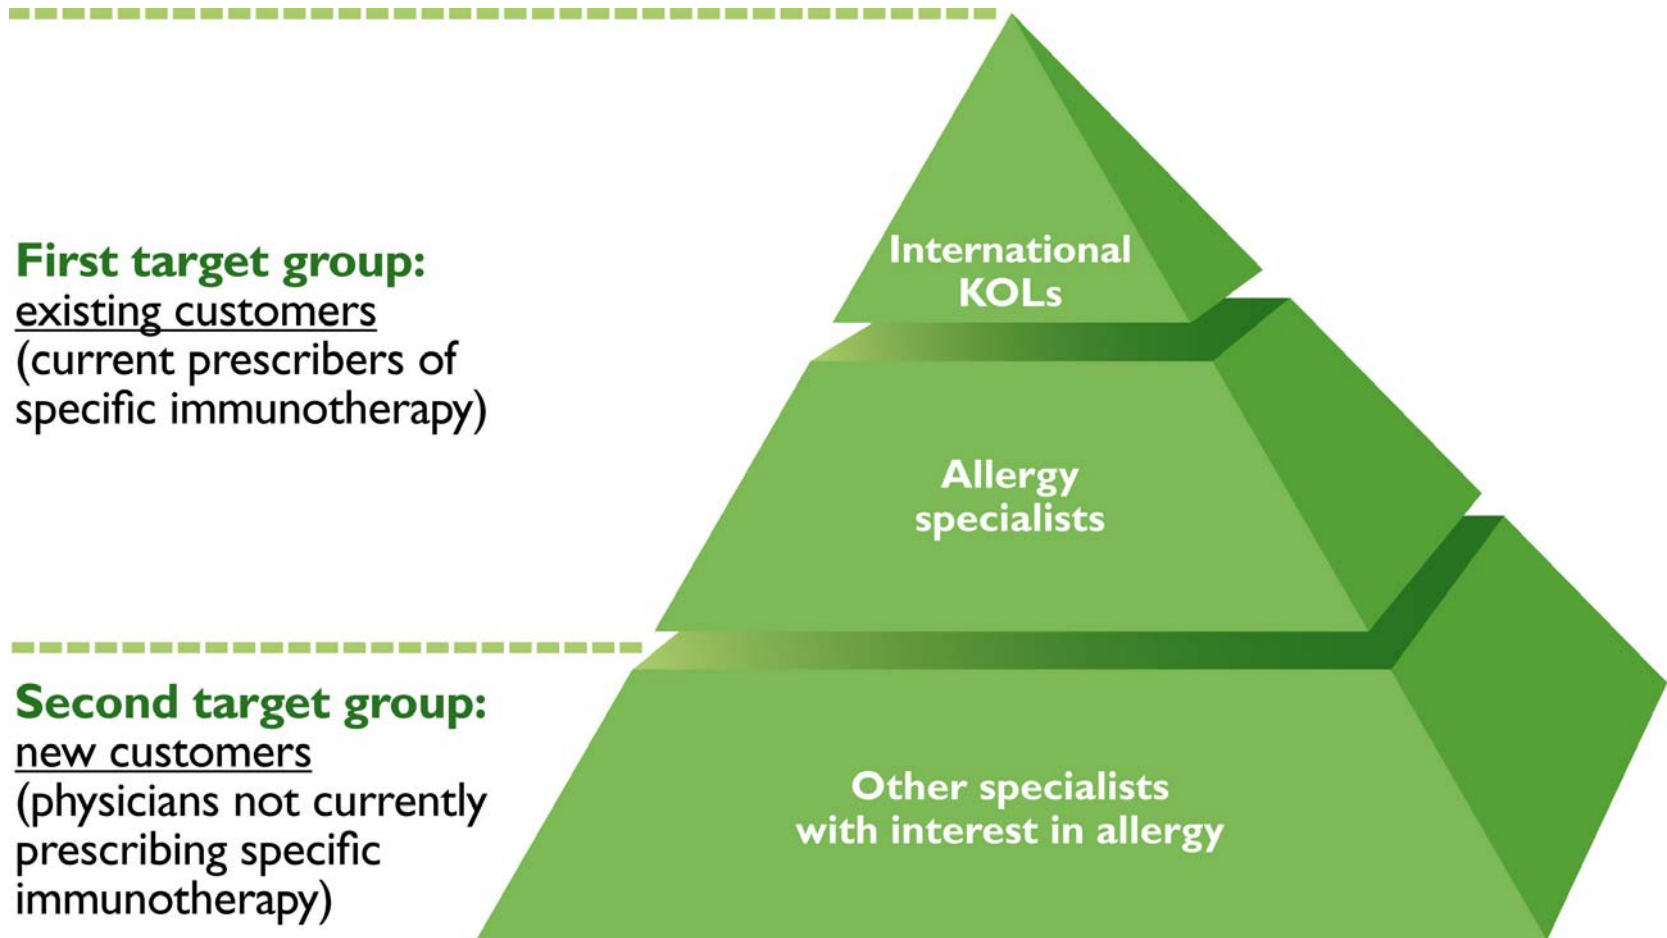 First target group:
existing customers
(current prescribers of
specific immunotherapy)
International
KOLs
Allergy
specialists
Second target group:
new customers
(physicians not currently
prescribing specific
immunotherapy)
Other specialists
with interest in allergy